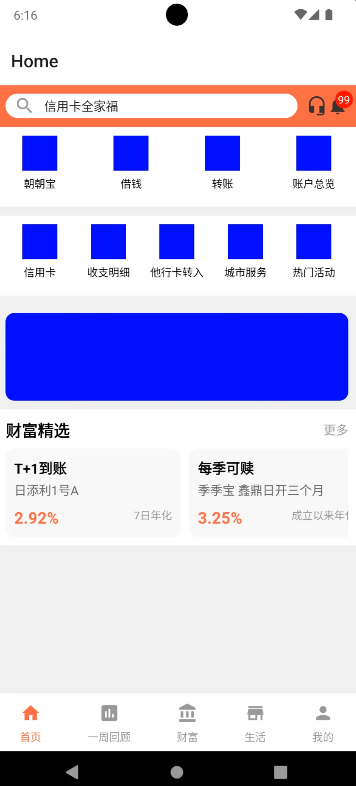 6:16
Home
信用卡全家福
99
朝朝宝 借钱 转账 账户总览
信用卡 收支明细 他行卡转入 城市服务 热门活动
财富精选 更多
T+1到账 每季可赎
日添利1号A 季季宝 鑫鼎日开三个月
2.92% 7日年化 3.25% 成立以来年
首页 一周回顾 财富 生活 我的